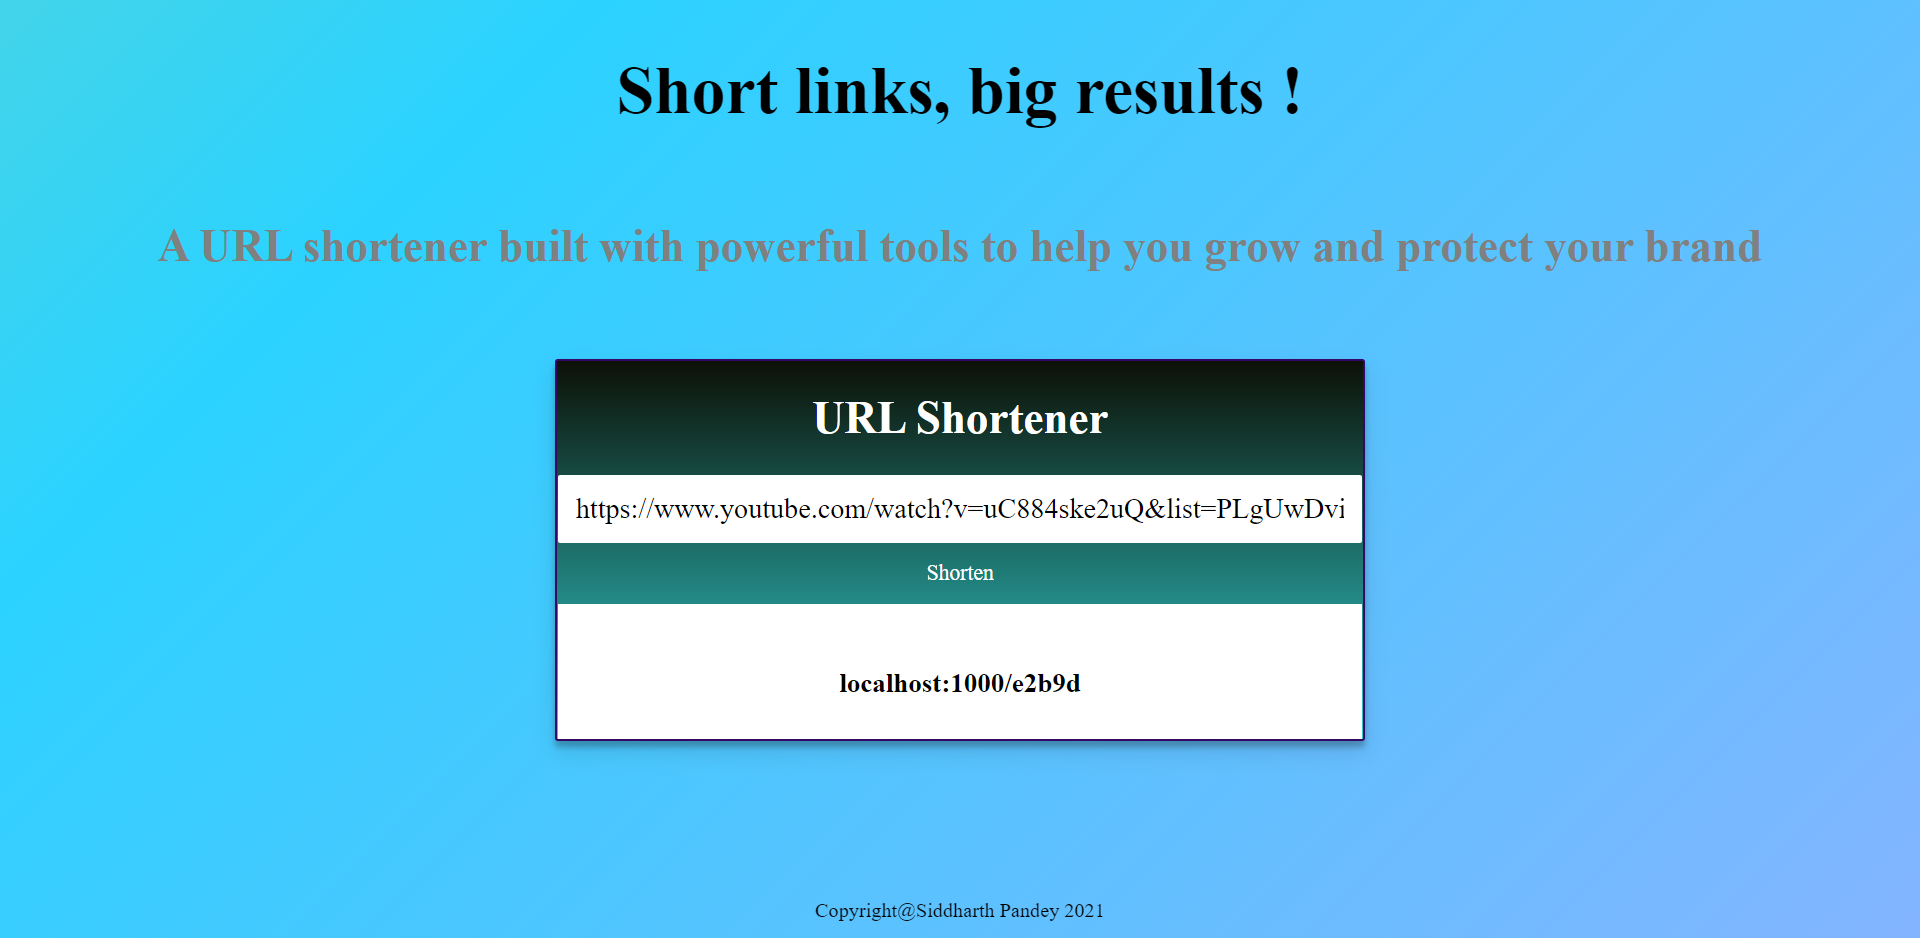 Short links, big results !
A URL shortener built with powerful tools to help you grow and protect your brand
URL Shortener
https://www.youtube.com/watch?v=uC884ske2uQ&list=PLgUwDvi
Shorten
localhost:1000/e2b9d
Copyright@Siddharth Pandey 2021